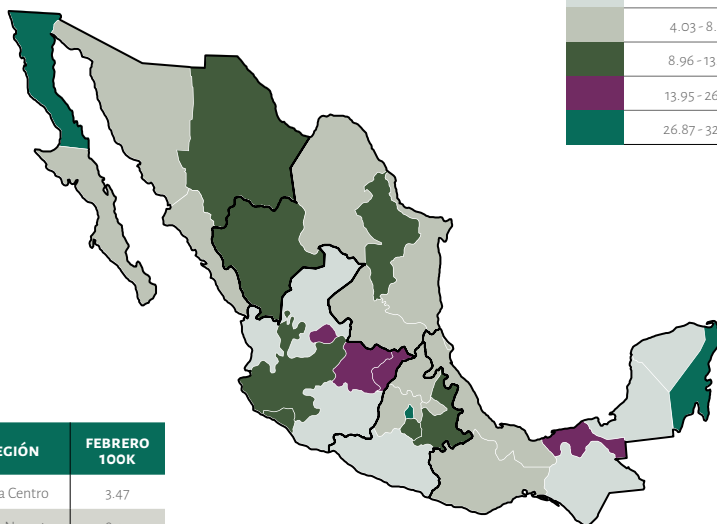 4.03 - 8.
8.96 - 13
13.95 - 26
26.87 - 32
EGIÓN
FEBRERO 100K
a Centro
3.47